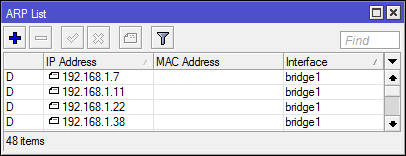 ARP List
Find
IP Address MAC Address Interface
D 192.168.1.7 bridge1
D 192.168.1.11 bridge1
D 192.168.1.22 bridge1
D 192.168.1.38 bridge1
48 items